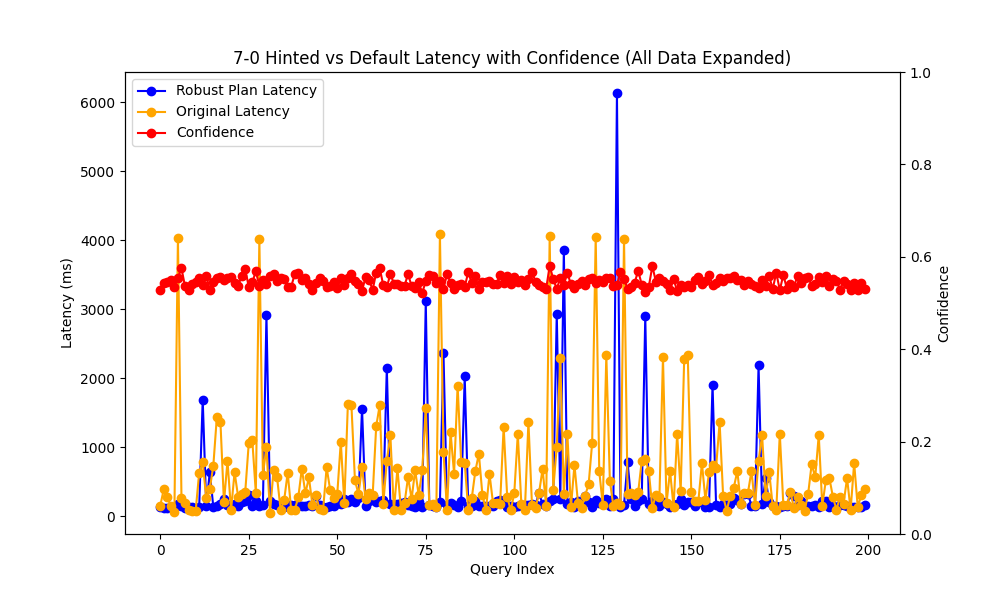 7-0 Hinted vs Default Latency with Confidence (All Data Expanded)
Robust Plan Latency
Original Latency
Confidence
Latency (ms)
6000
5000
4000
3000
2000
1000
0
1.0
0.8
0.6
0.4
0.2
0.0
Confidence
0 25 50 75 100 125 150 175 200
Query Index